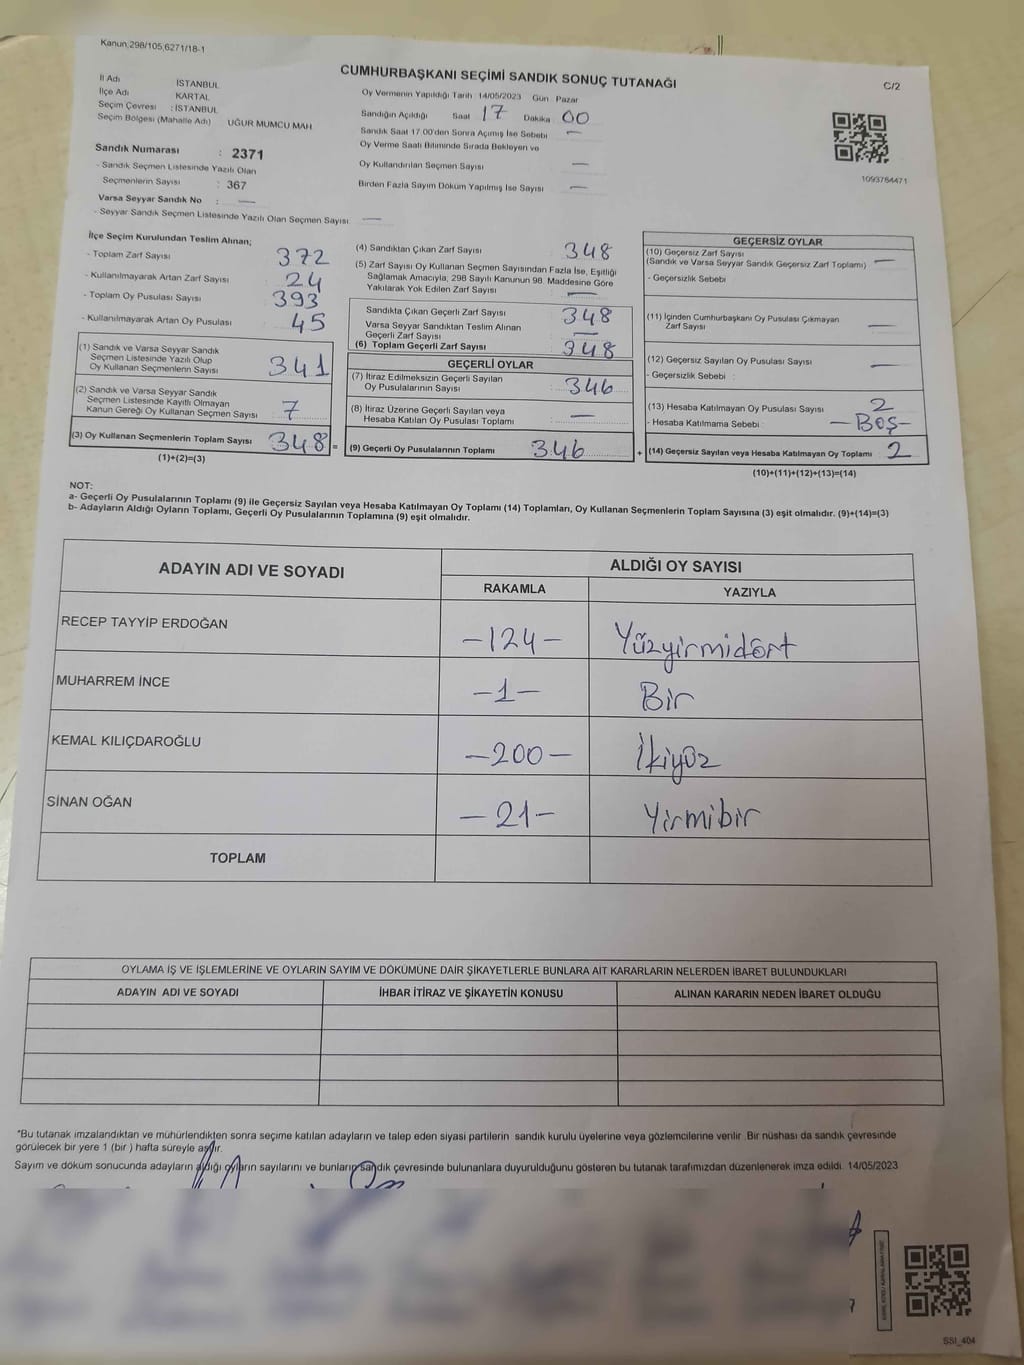 Kanun,298/105,6271/18-1
CUMHURBAŞKANI SEÇİMİ SANDIK SONUÇ TUTANAĞI
C/2
İl Adı İSTANBUL
İlçe Adı KARTAL
Seçim Çevresi : İSTANBUL
Seçim Bölgesi (Mahalle Adı) UĞUR MUMCU MAH
Sandık Numarası : 2371
- Sandık Seçmen Listesinde Yazılı Olan
Seçmenlerin Sayısı : 367
Varsa Seyyar Sandık No : —
- Seyyar Sandık Seçmen Listesinde Yazılı Olan Seçmen Sayısı: —
Oy Vermenin Yapıldığı Tarih :14/05/2023 Gün Pazar
Sandığın Açıldığı Saat 17 Dakika 00
Sandık Saat 17.00'den Sonra Açımış İse Sebebi —
Oy Verme Saati Bitiminde Sırada Bekleyen ve
Oy Kullandırılan Seçmen Sayısı —
Birden Fazla Sayım Döküm Yapılmış İse Sayısı —
1093784471
İlçe Seçim Kurulundan Teslim Alınan;
- Toplam Zarf Sayısı 372
- Kullanılmayarak Artan Zarf Sayısı : 24
- Toplam Oy Pusulası Sayısı 393
- Kullanılmayarak Artan Oy Pusulası 45
(1) Sandık ve Varsa Seyyar Sandık
Seçmen Listesinde Yazılı Olup
Oy Kullanan Seçmenlerin Sayısı 341
(2) Sandık ve Varsa Seyyar Sandık
Seçmen Listesinde Kayıtlı Olmayan
Kanun Gereği Oy Kullanan Seçmen Sayısı 7
(3) Oy Kullanan Seçmenlerin Toplam Sayısı 348 =
(1)+(2)=(3)
(4) Sandıktan Çıkan Zarf Sayısı 348
(5) Zarf Sayısı Oy Kullanan Seçmen Sayısından Fazla İse, Eşitliği
Sağlamak Amacıyla, 298 Sayılı Kanunun 98. Maddesine Göre
Yakılarak Yok Edilen Zarf Sayısı —
Sandıkta Çıkan Geçerli Zarf Sayısı 348
Varsa Seyyar Sandıktan Teslim Alınan
Geçerli Zarf Sayısı —
(6) Toplam Geçerli Zarf Sayısı 348
GEÇERLİ OYLAR
(7) İtiraz Edilmeksizin Geçerli Sayılan
Oy Pusulalarının Sayısı 346
(8) İtiraz Üzerine Geçerli Sayılan veya
Hesaba Katılan Oy Pusulası Toplamı —
(9) Geçerli Oy Pusulalarının Toplamı 346 +
GEÇERSİZ OYLAR
(10) Geçersiz Zarf Sayısı
(Sandık ve Varsa Seyyar Sandık Geçersiz Zarf Toplamı) —
- Geçersizlik Sebebi
(11) İçinden Cumhurbaşkanı Oy Pusulası Çıkmayan
Zarf Sayısı —
(12) Geçersiz Sayılan Oy Pusulası Sayısı —
- Geçersizlik Sebebi :
(13) Hesaba Katılmayan Oy Pusulası Sayısı 2
- Hesaba Katılmama Sebebi : —Boş—
(14) Geçersiz Sayılan veya Hesaba Katılmayan Oy Toplamı : 2
(10)+(11)+(12)+(13)=(14)
NOT:
a- Geçerli Oy Pusulalarının Toplamı (9) ile Geçersiz Sayılan veya Hesaba Katılmayan Oy Toplamı (14) Toplamları, Oy Kullanan Seçmenlerin Toplam Sayısına (3) eşit olmalıdır. (9)+(14)=(3)
b- Adayların Aldığı Oyların Toplamı, Geçerli Oy Pusulalarının Toplamına (9) eşit olmalıdır.
ADAYIN ADI VE SOYADI
ALDIĞI OY SAYISI
RAKAMLA YAZIYLA
RECEP TAYYİP ERDOĞAN —124— Yüzyirmidört
MUHARREM İNCE —1— Bir
KEMAL KILIÇDAROĞLU —200— İkiyüz
SİNAN OĞAN —21— Yirmibir
TOPLAM
OYLAMA İŞ VE İŞLEMLERİNE VE OYLARIN SAYIM VE DÖKÜMÜNE DAİR ŞİKAYETLERLE BUNLARA AİT KARARLARIN NELERDEN İBARET BULUNDUKLARI
ADAYIN ADI VE SOYADI İHBAR İTİRAZ VE ŞİKAYETİN KONUSU ALINAN KARARIN NEDEN İBARET OLDUĞU
*Bu tutanak imzalandıktan ve mühürlendikten sonra seçime katılan adayların ve talep eden siyasi partilerin sandık kurulu üyelerine veya gözlemcilerine verilir. Bir nüshası da sandık çevresinde
görülecek bir yere 1 (bir ) hafta süreyle asılır.
Sayım ve döküm sonucunda adayların aldığı oyların sayılarını ve bunların sandık çevresinde bulunanlara duyurulduğunu gösteren bu tutanak tarafımızdan düzenlenerek imza edildi. 14/05/2023
SSI_404